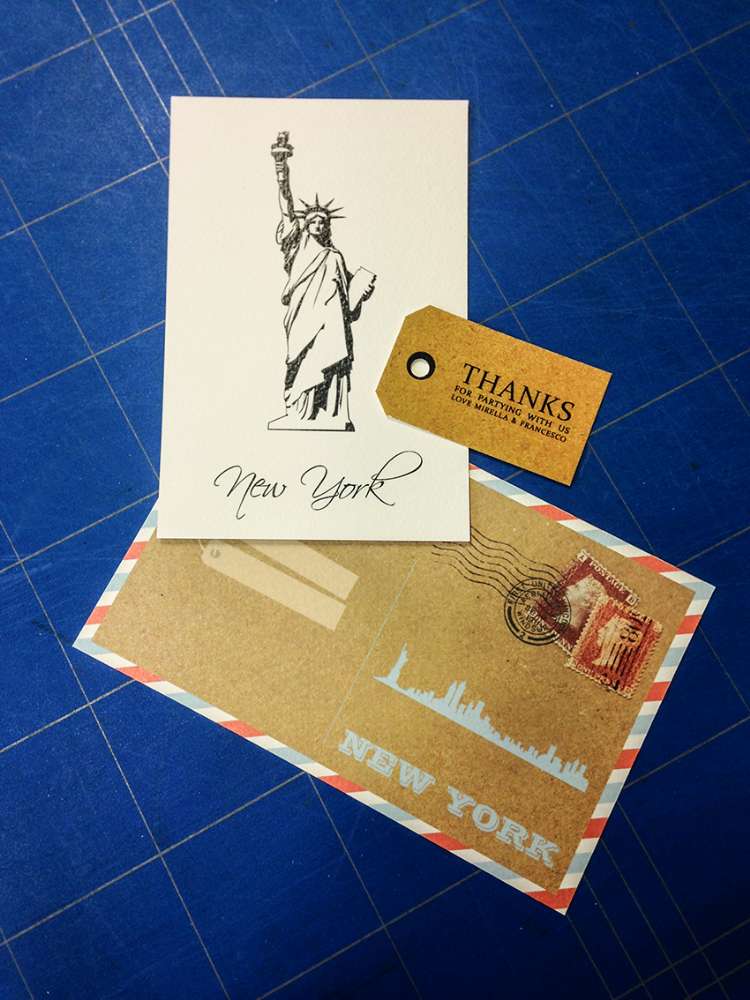 New York
THANKS
FOR PARTYING WITH US
LOVE MIRELLA & FRANCESCO
NEW YORK